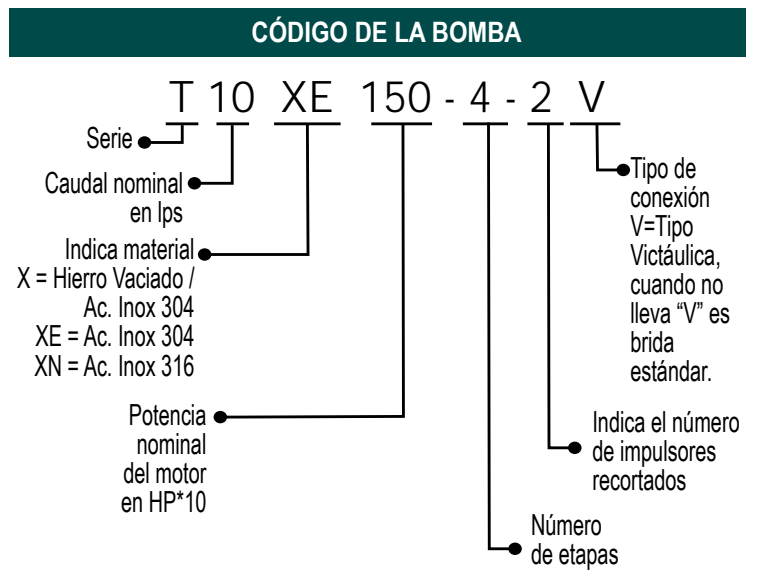 CÓDIGO DE LA BOMBA
T 10 XE 150 - 4 - 2 V
Serie
Caudal nominal
en lps
Indica material
X = Hierro Vaciado /
Ac. Inox 304
XE = Ac. Inox 304
XN = Ac. Inox 316
Potencia
nominal
del motor
en HP*10
Tipo de
conexión
V=Tipo
Victáulica,
cuando no
lleva “V” es
brida
estándar.
Indica el número
de impulsores
recortados
Número
de etapas